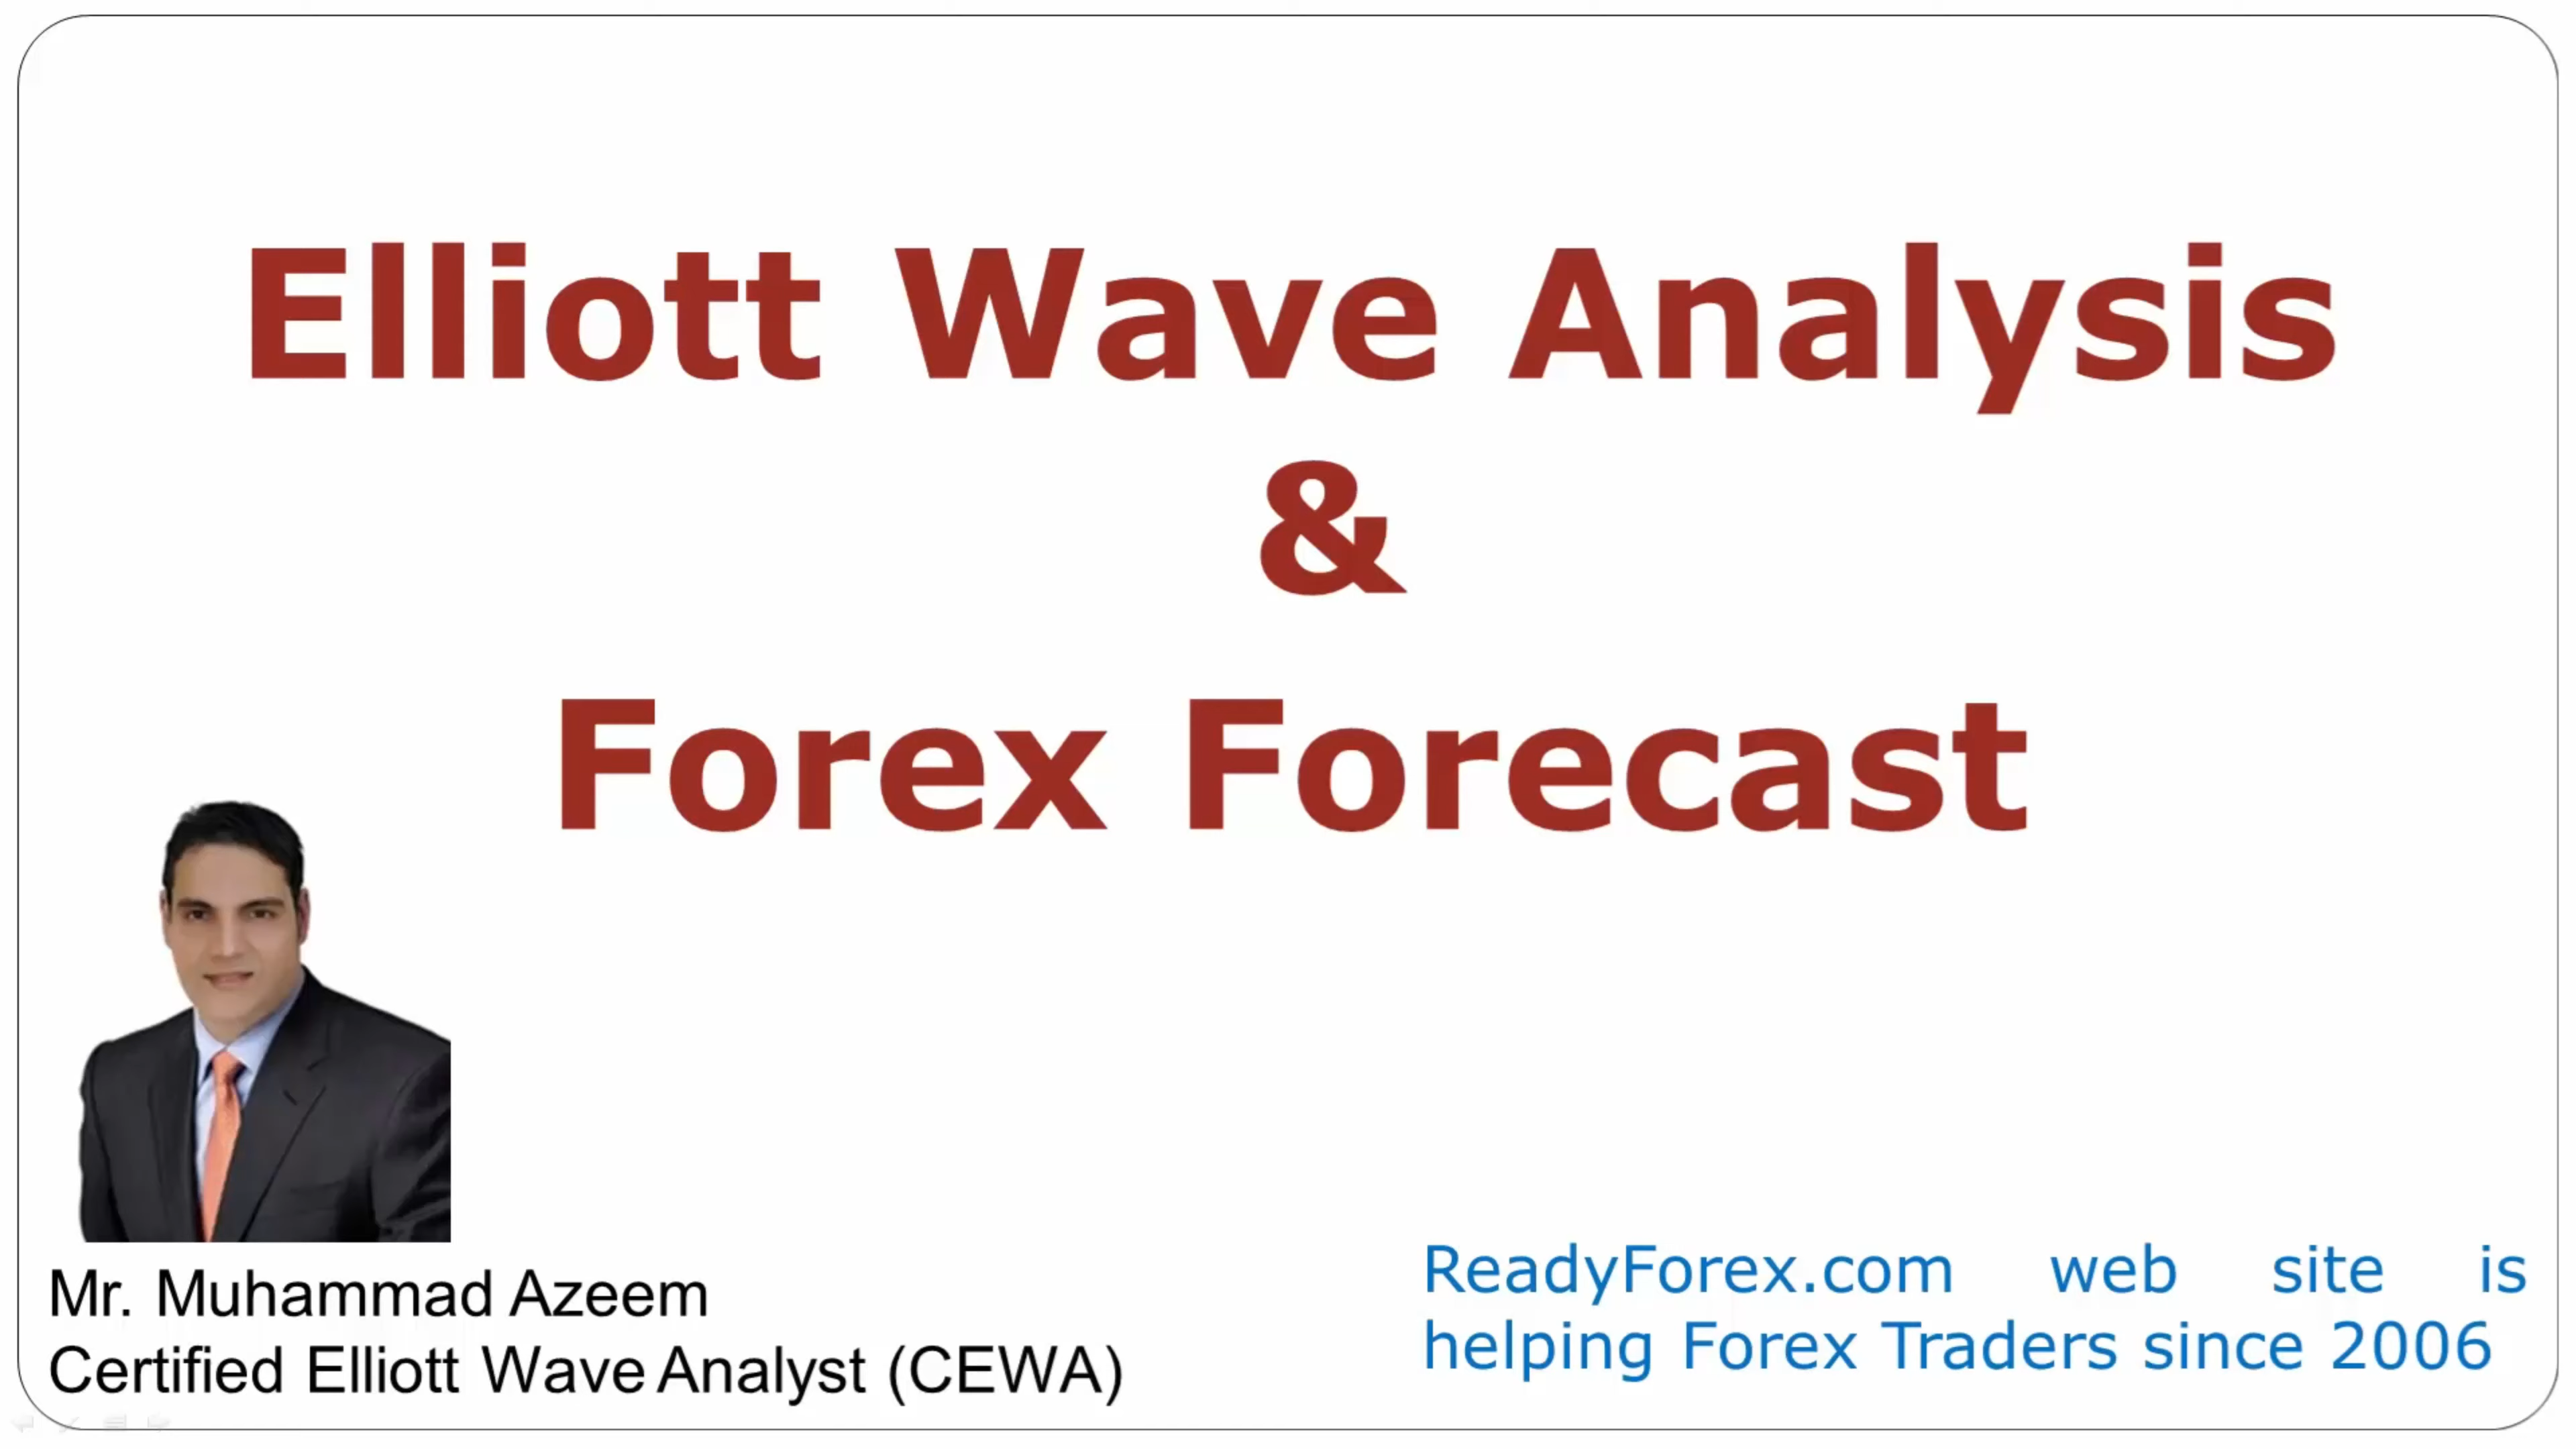 Elliott Wave Analysis
&
Forex Forecast
Mr. Muhammad Azeem
Certified Elliott Wave Analyst (CEWA)
ReadyForex.com web site is
helping Forex Traders since 2006